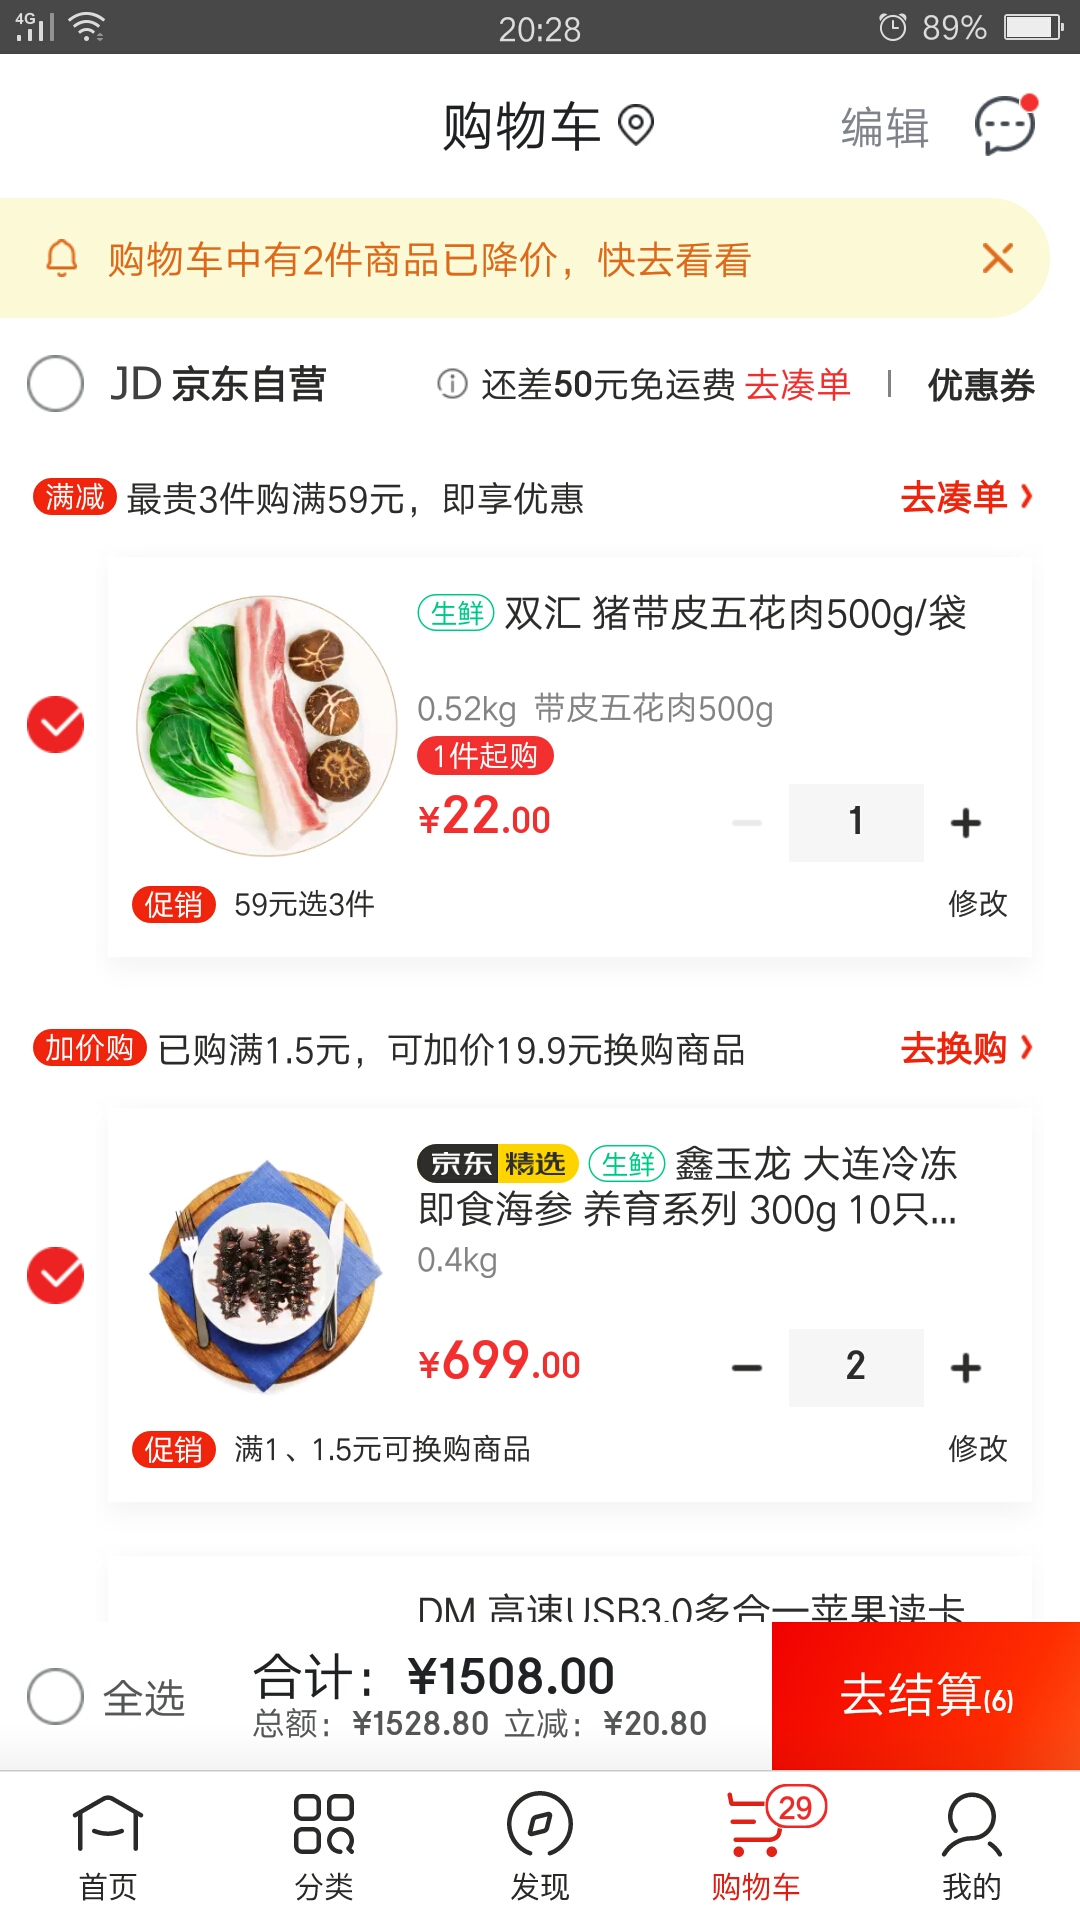 4G 20:28 89%
购物车 编辑
购物车中有2件商品已降价，快去看看
JD 京东自营 还差50元免运费 去凑单 | 优惠券
满减 最贵3件购满59元，即享优惠 去凑单
生鲜 双汇 猪带皮五花肉500g/袋
0.52kg 带皮五花肉500g
1件起购
¥22.00 1
促销 59元选3件 修改
加价购 已购满1.5元，可加价19.9元换购商品 去换购
京东精选 生鲜 鑫玉龙 大连冷冻
即食海参 养育系列 300g 10只...
0.4kg
¥699.00 2
促销 满1、1.5元可换购商品 修改
DM 高速USB3.0多合一苹果读卡
全选 合计：¥1508.00 去结算(6)
总额：¥1528.80 立减：¥20.80
29
首页 分类 发现 购物车 我的